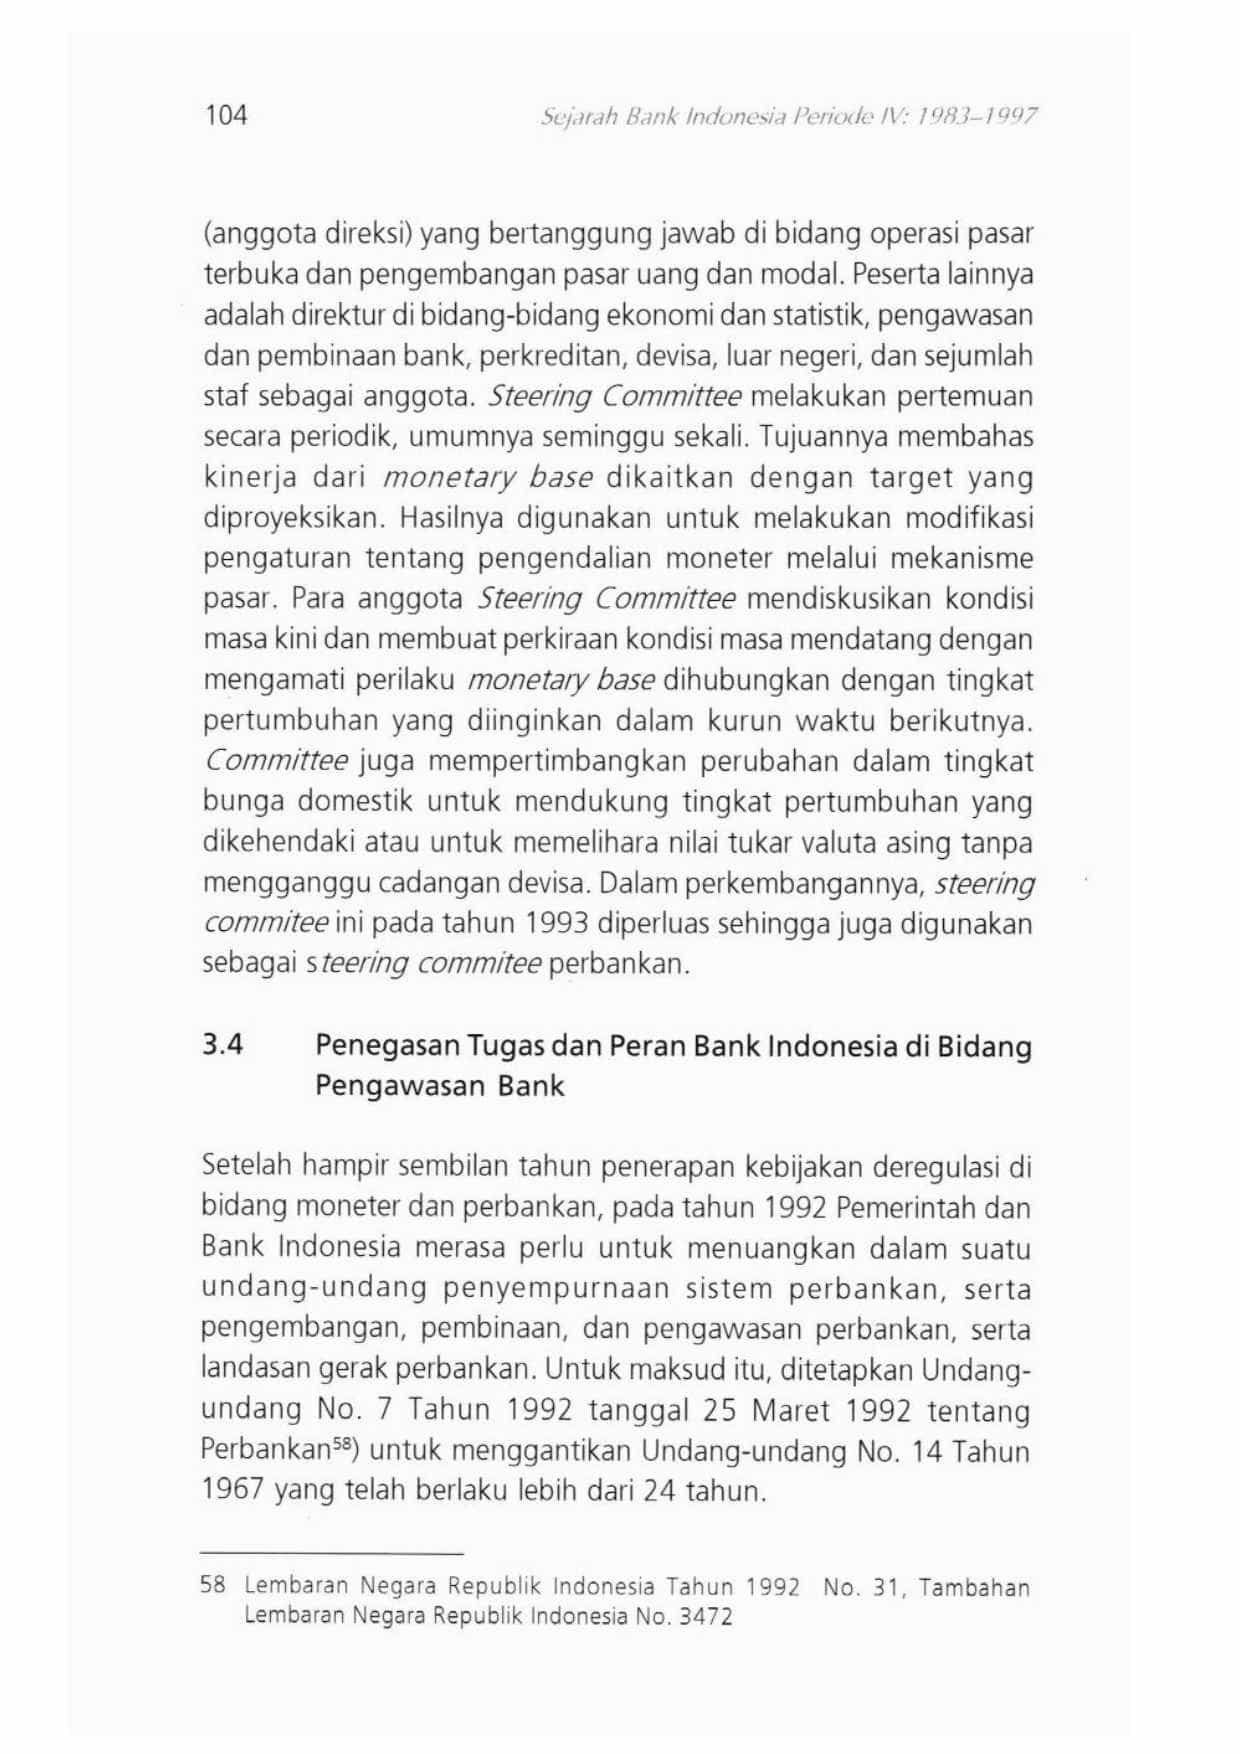 104
Sejarah Bank Indonesia Periode IV: 1983–1997
(anggota direksi) yang bertanggung jawab di bidang operasi pasar
terbuka dan pengembangan pasar uang dan modal. Peserta lainnya
adalah direktur di bidang-bidang ekonomi dan statistik, pengawasan
dan pembinaan bank, perkreditan, devisa, luar negeri, dan sejumlah
staf sebagai anggota. Steering Committee melakukan pertemuan
secara periodik, umumnya seminggu sekali. Tujuannya membahas
kinerja dari monetary base dikaitkan dengan target yang
diproyeksikan. Hasilnya digunakan untuk melakukan modifikasi
pengaturan tentang pengendalian moneter melalui mekanisme
pasar. Para anggota Steering Committee mendiskusikan kondisi
masa kini dan membuat perkiraan kondisi masa mendatang dengan
mengamati perilaku monetary base dihubungkan dengan tingkat
pertumbuhan yang diinginkan dalam kurun waktu berikutnya.
Committee juga mempertimbangkan perubahan dalam tingkat
bunga domestik untuk mendukung tingkat pertumbuhan yang
dikehendaki atau untuk memelihara nilai tukar valuta asing tanpa
mengganggu cadangan devisa. Dalam perkembangannya, steering
commitee ini pada tahun 1993 diperluas sehingga juga digunakan
sebagai steering commitee perbankan.
3.4 Penegasan Tugas dan Peran Bank Indonesia di Bidang
Pengawasan Bank
Setelah hampir sembilan tahun penerapan kebijakan deregulasi di
bidang moneter dan perbankan, pada tahun 1992 Pemerintah dan
Bank Indonesia merasa perlu untuk menuangkan dalam suatu
undang-undang penyempurnaan sistem perbankan, serta
pengembangan, pembinaan, dan pengawasan perbankan, serta
landasan gerak perbankan. Untuk maksud itu, ditetapkan Undang-
undang No. 7 Tahun 1992 tanggal 25 Maret 1992 tentang
Perbankan58) untuk menggantikan Undang-undang No. 14 Tahun
1967 yang telah berlaku lebih dari 24 tahun.
58 Lembaran Negara Republik Indonesia Tahun 1992 No. 31, Tambahan
Lembaran Negara Republik Indonesia No. 3472